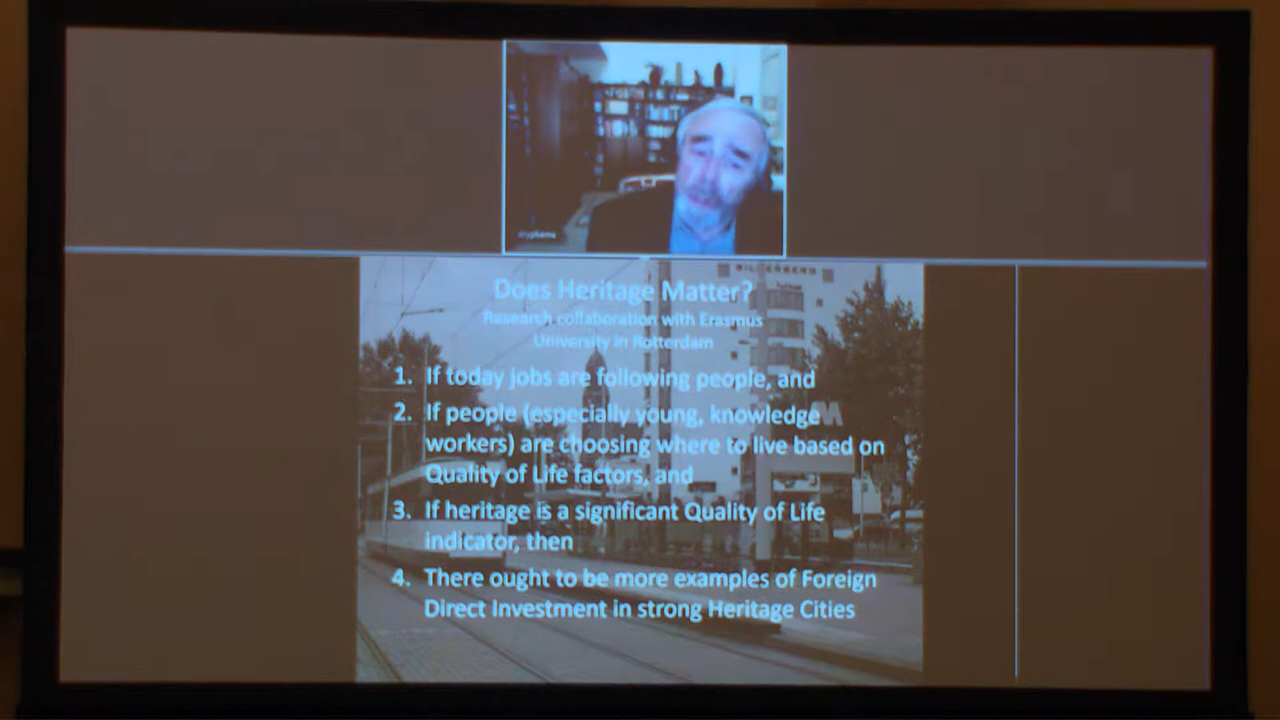 Does Heritage Matter?
Research collaboration with Erasmus
University in Rotterdam
1. If today jobs are following people, and
2. If people (especially young, knowledge
workers) are choosing where to live based on
Quality of Life factors, and
3. If heritage is a significant Quality of Life
indicator, then
4. There ought to be more examples of Foreign
Direct Investment in strong Heritage Cities